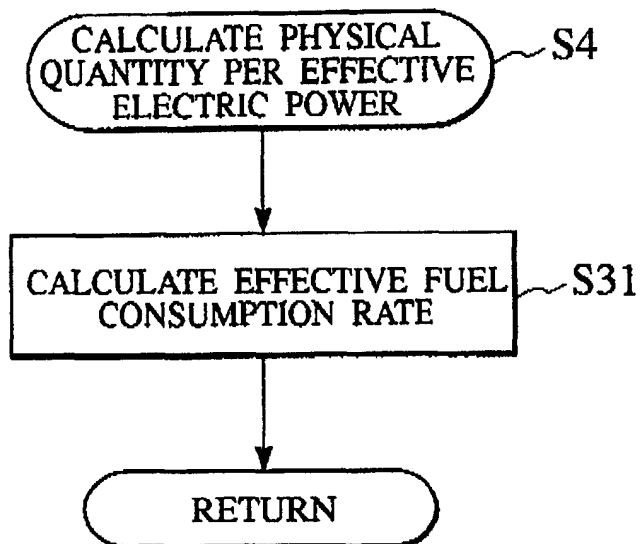 CALCULATE PHYSICAL
QUANTITY PER EFFECTIVE
ELECTRIC POWER
S4
CALCULATE EFFECTIVE FUEL
CONSUMPTION RATE
S31
RETURN